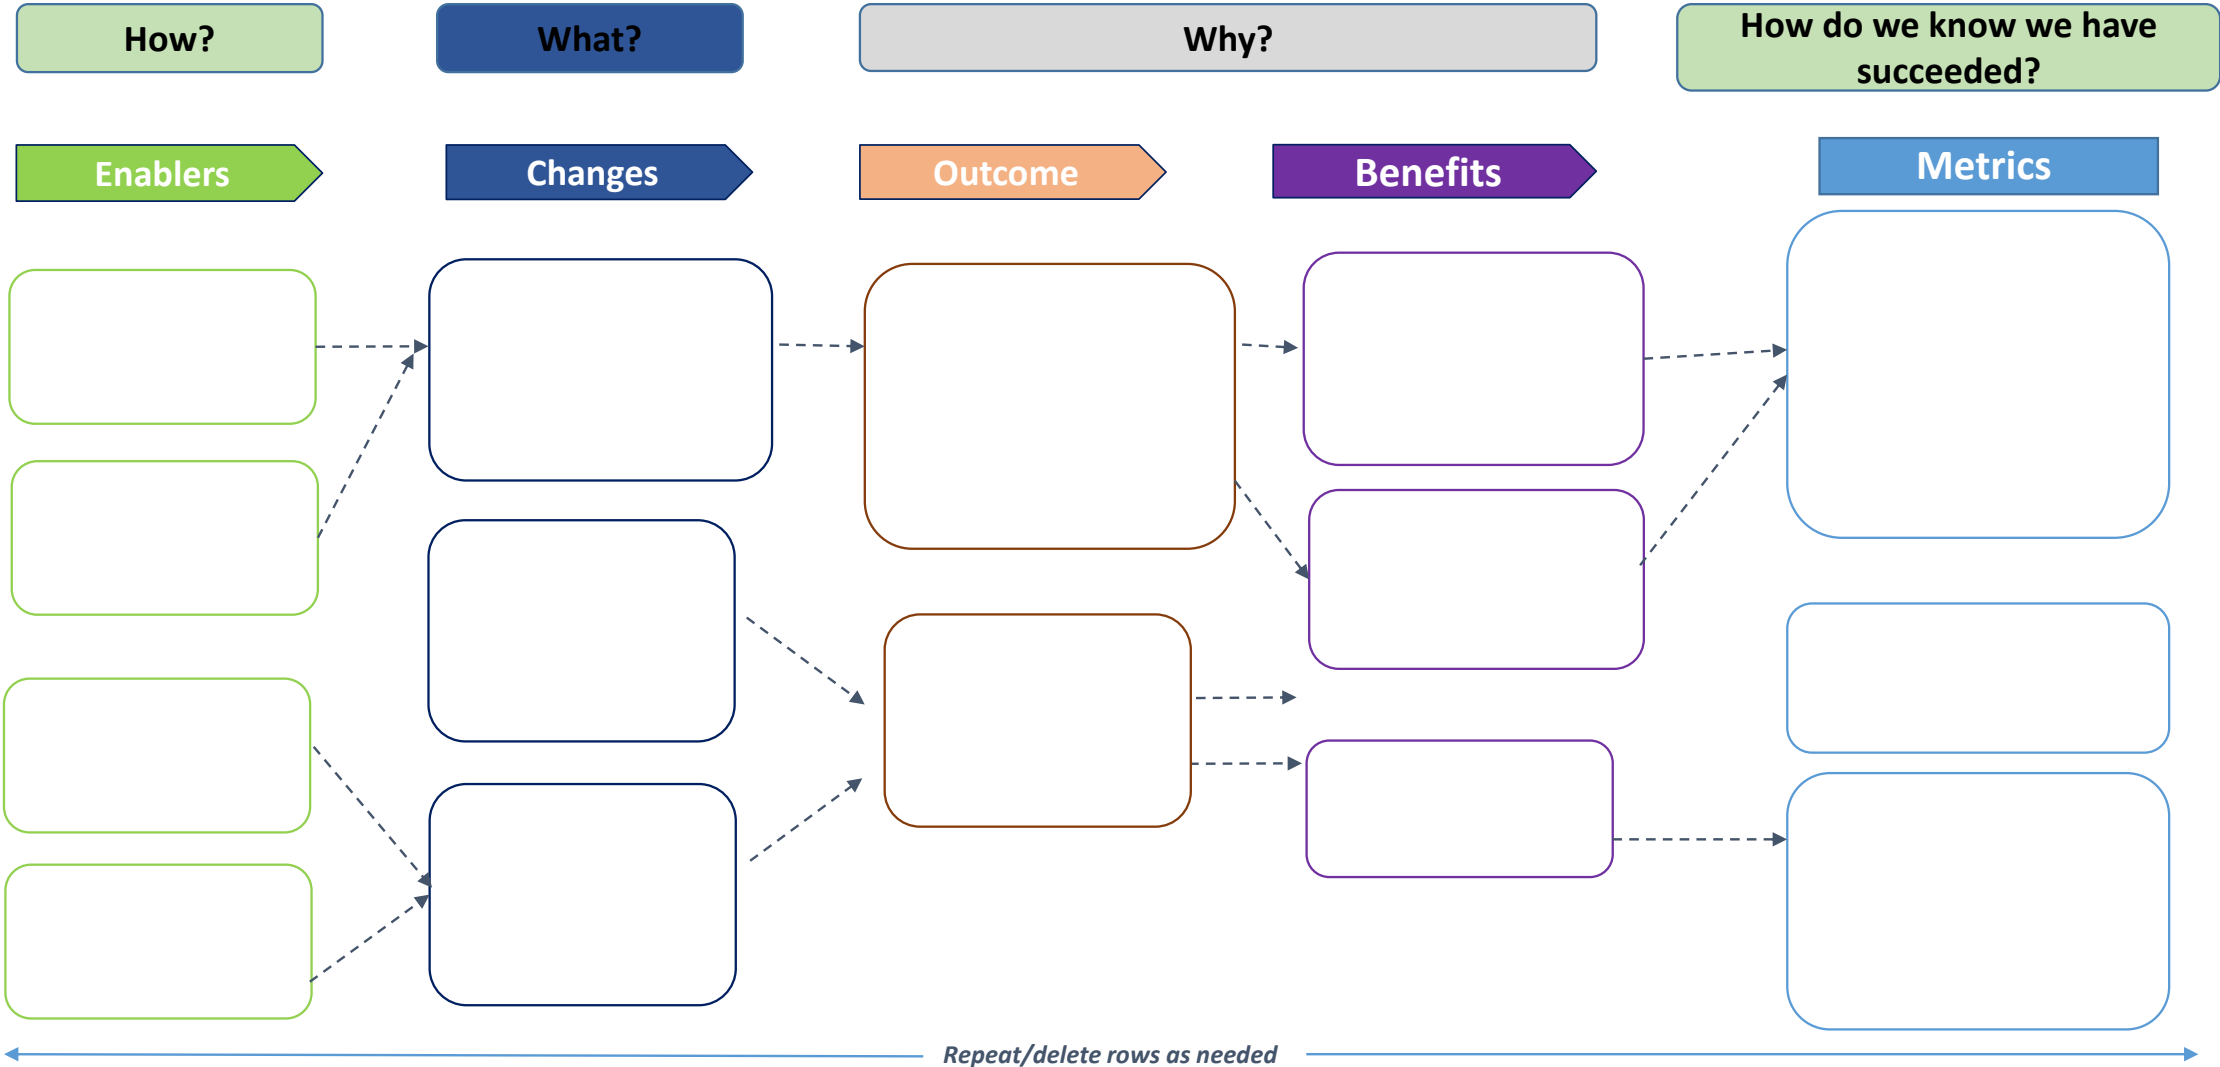 How?
What?
Why?
How do we know we have
succeeded?
Enablers
Changes
Outcome
Benefits
Metrics
Repeat/delete rows as needed